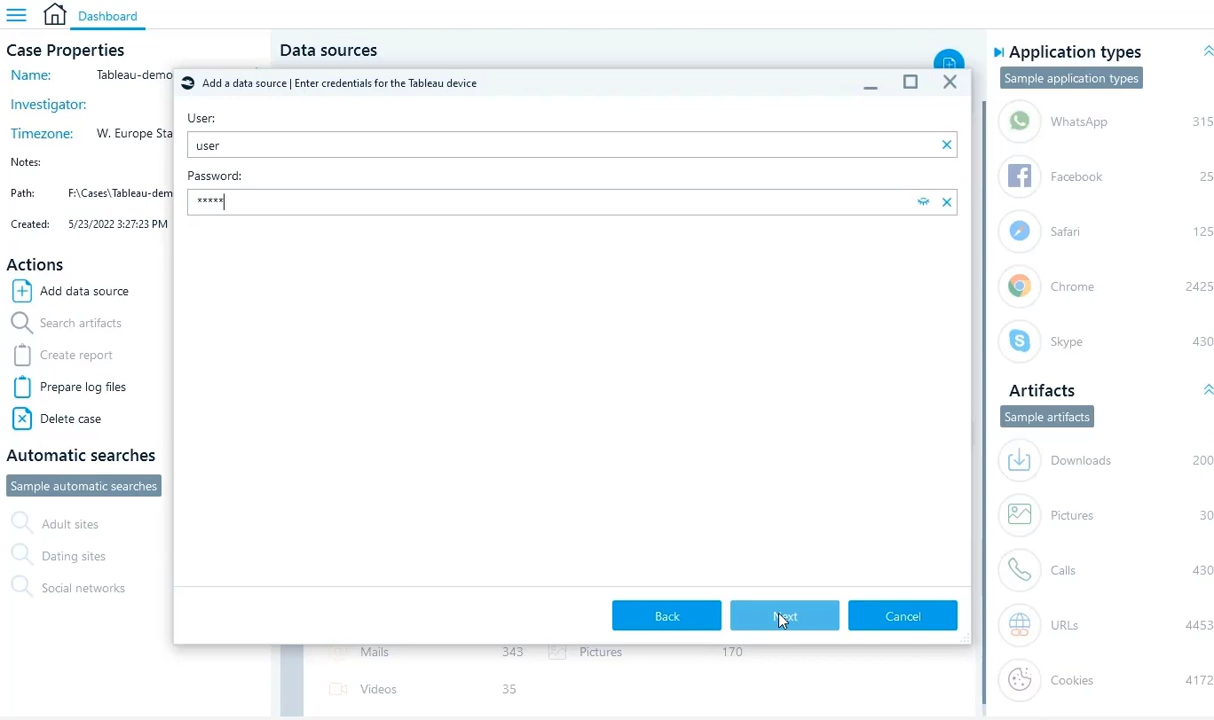 Dashboard
Case Properties
Name: Tableau-demo
Investigator:
Timezone: W. Europe Sta
Notes:
Path: F:\Cases\Tableau-dem
Created: 5/23/2022 3:27:23 PM
Actions
Add data source
Search artifacts
Create report
Prepare log files
Delete case
Automatic searches
Sample automatic searches
Adult sites
Dating sites
Social networks
Data sources
Add a data source | Enter credentials for the Tableau device
User:
user
Password:
*****
Back
Next
Cancel
Mails 343 Pictures 170
Videos 35
Application types
Sample application types
WhatsApp 315
Facebook 25
Safari 125
Chrome 2425
Skype 430
Artifacts
Sample artifacts
Downloads 200
Pictures 30
Calls 430
URLs 4453
Cookies 4172